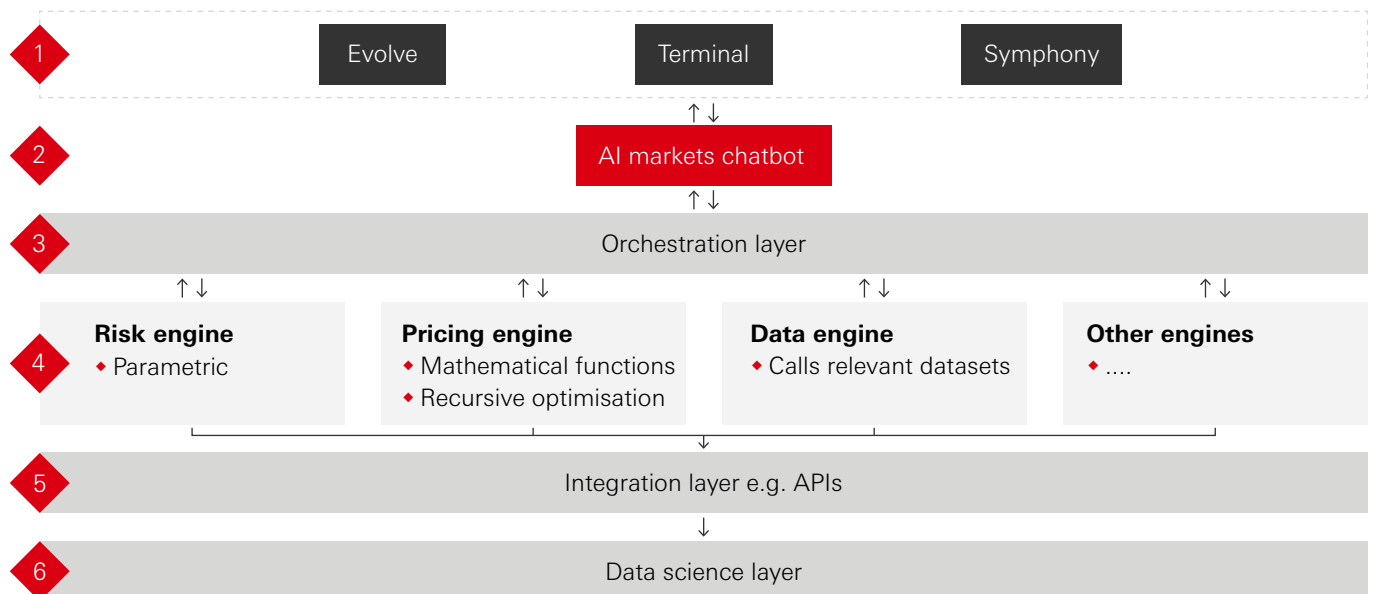 1
Evolve
Terminal
Symphony
↑ ↓
2
AI markets chatbot
↑ ↓
3
Orchestration layer
↑ ↓
↑ ↓
↑ ↓
↑ ↓
4
Risk engine
Parametric
Pricing engine
Mathematical functions
Recursive optimisation
Data engine
Calls relevant datasets
Other engines
....
↓
5
Integration layer e.g. APIs
↓
6
Data science layer